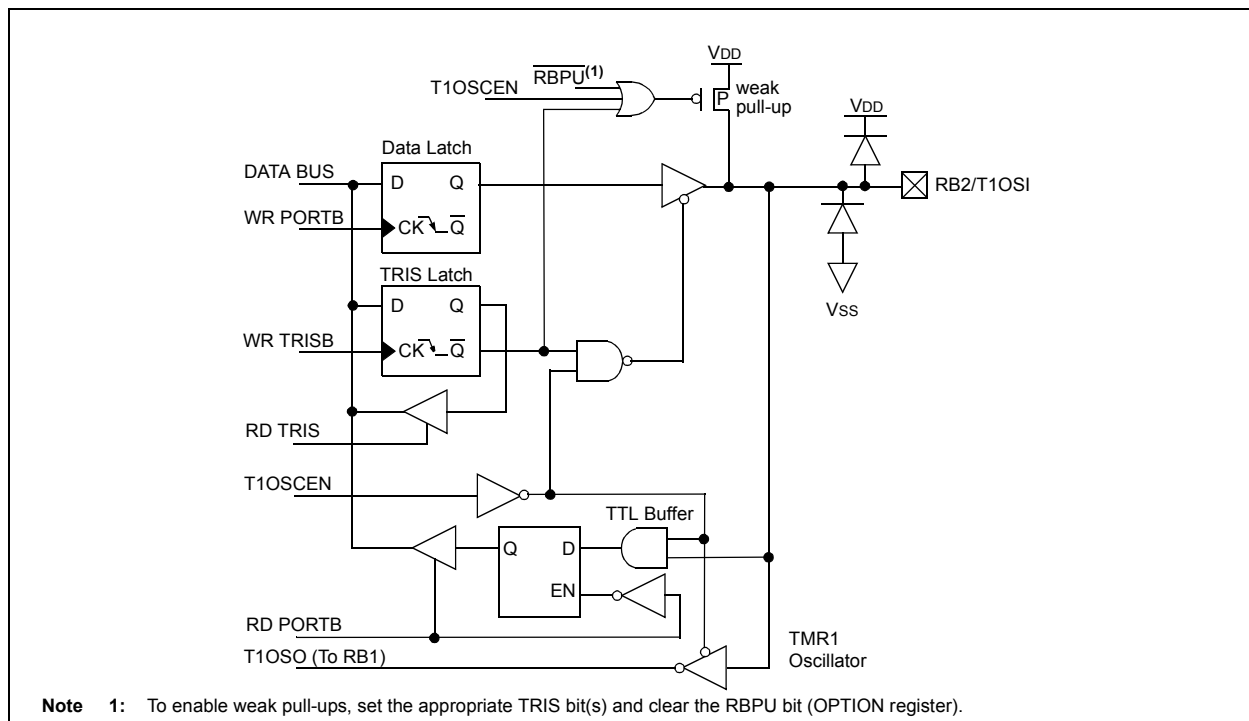 VDD
RBPU(1)
T1OSCEN
P
weak
pull-up
VDD
Data Latch
DATA BUS
D
Q
RB2/T1OSI
WR PORTB
CK
Q
TRIS Latch
VSS
D
Q
WR TRISB
CK
Q
RD TRIS
T1OSCEN
TTL Buffer
Q
D
EN
RD PORTB
TMR1
Oscillator
T1OSO (To RB1)
Note 1: To enable weak pull-ups, set the appropriate TRIS bit(s) and clear the RBPU bit (OPTION register).